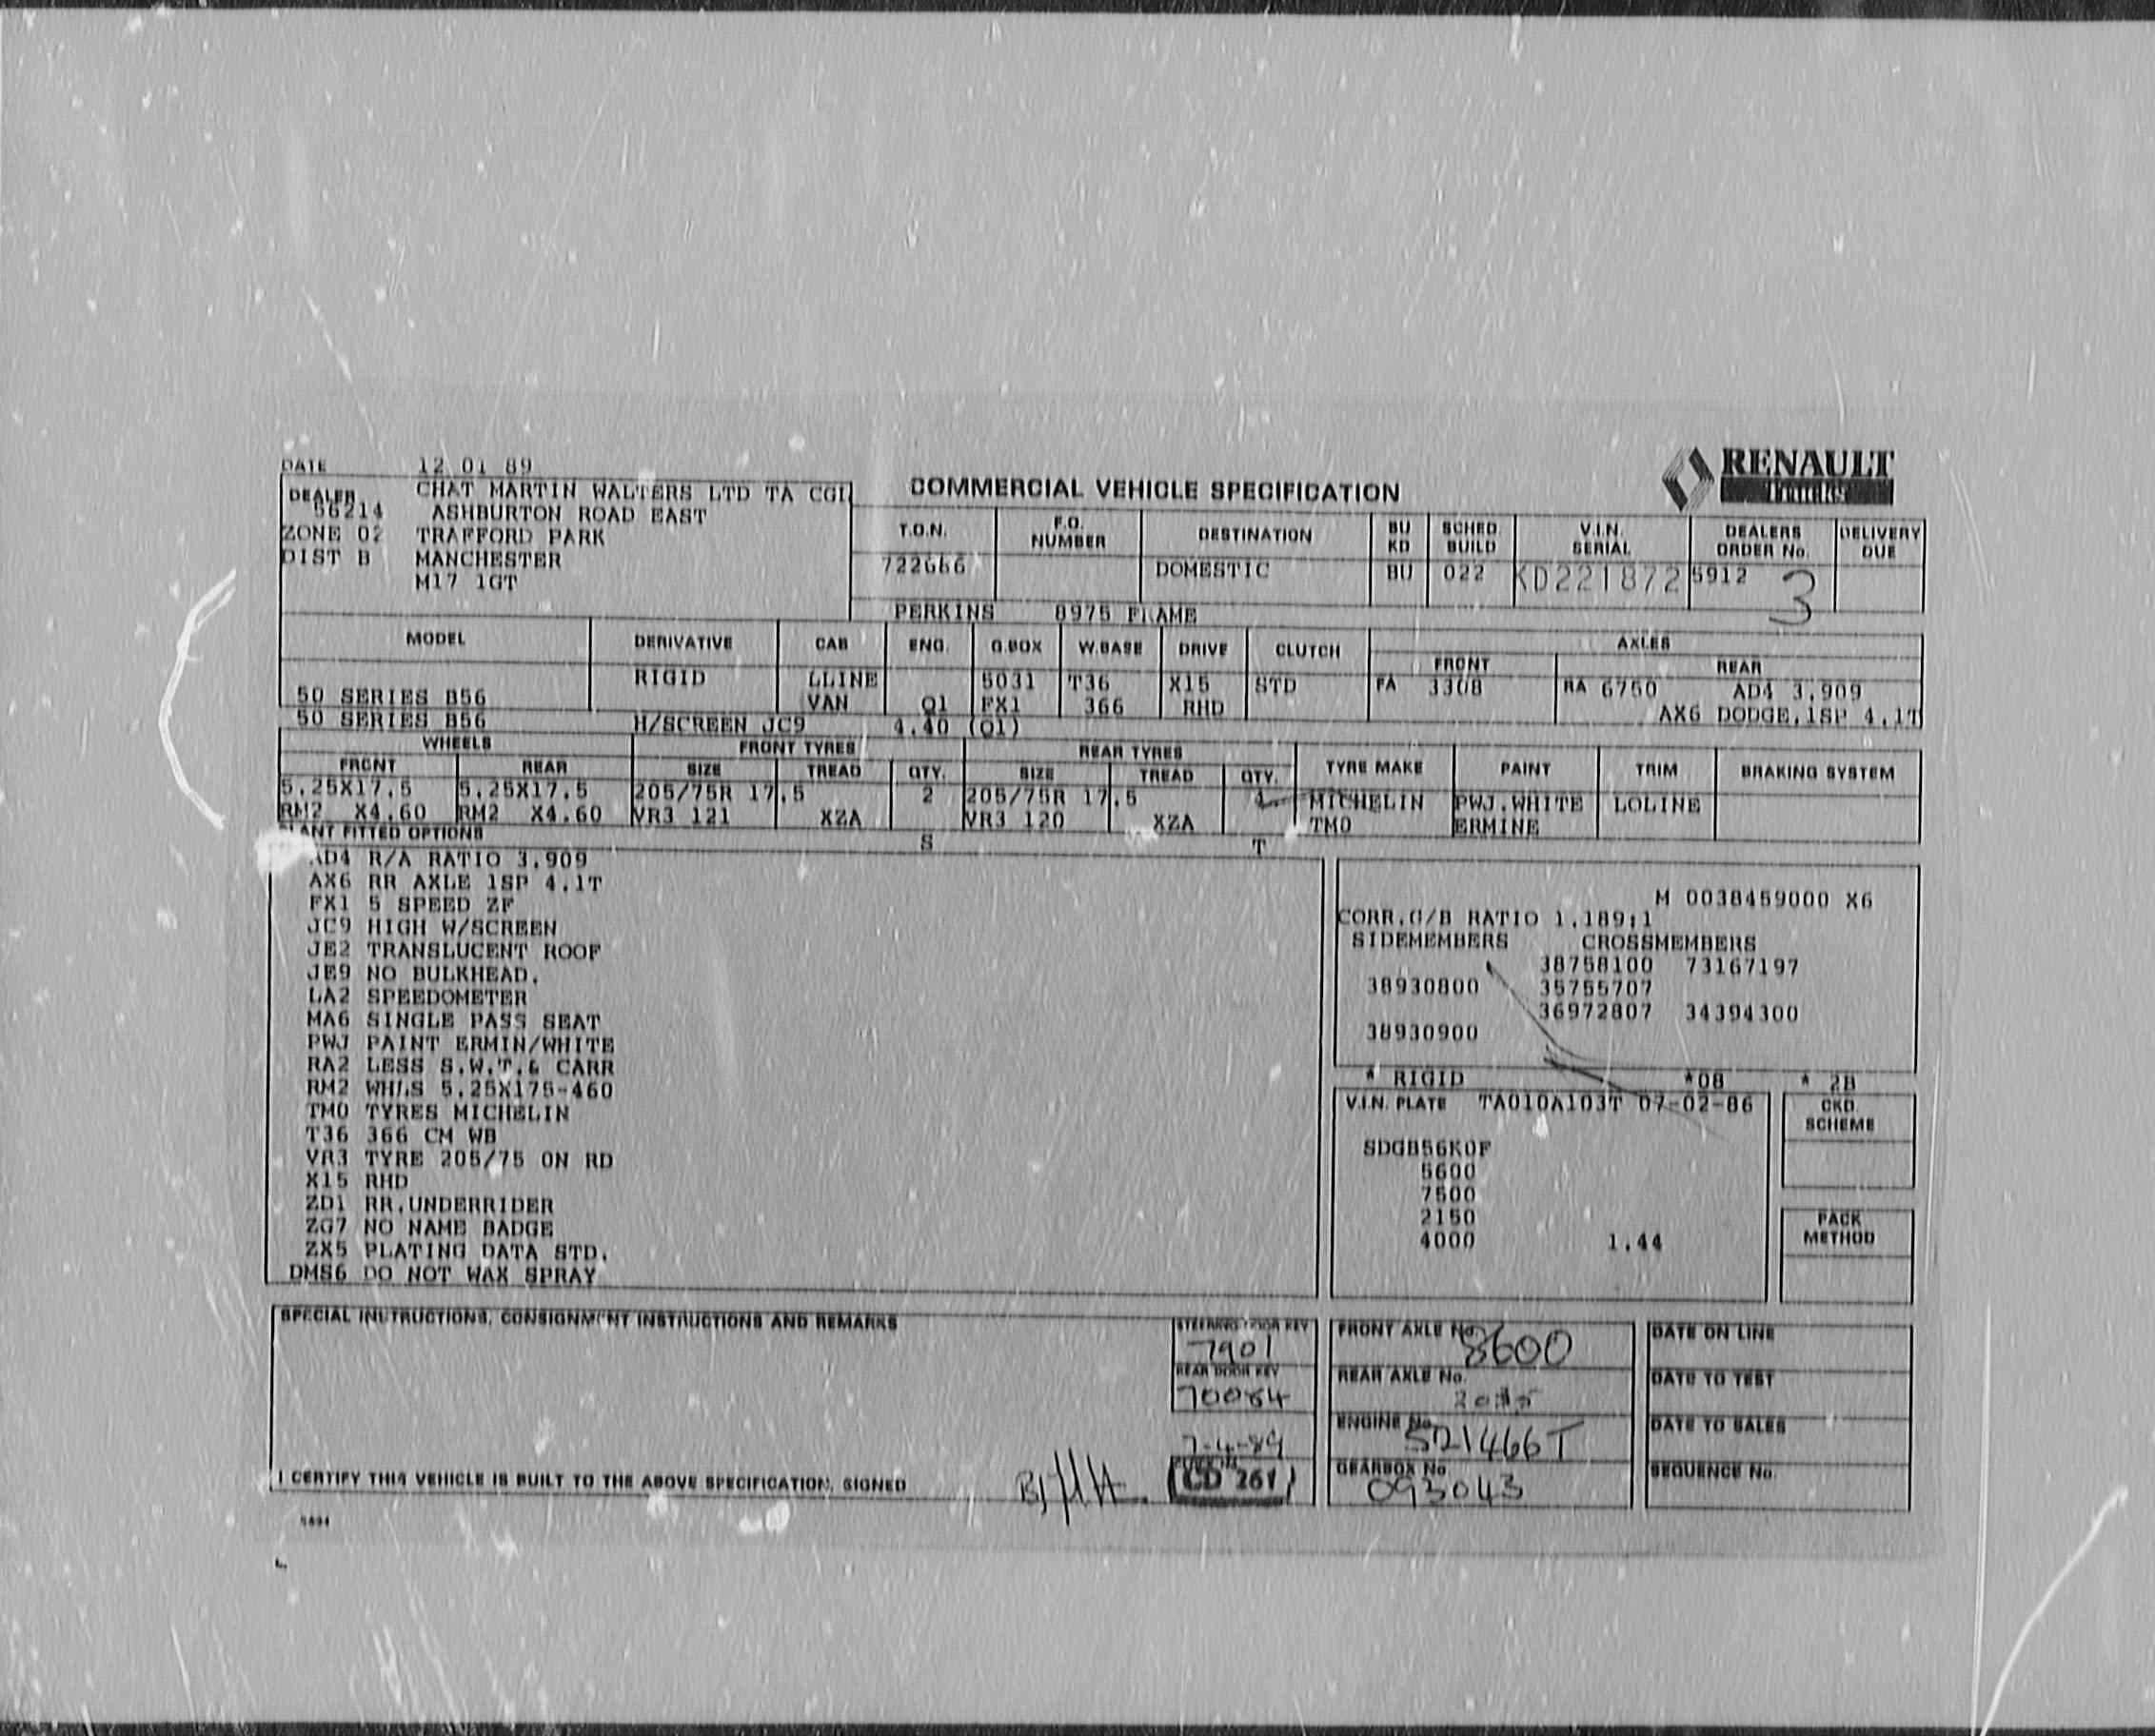 DATE 12 01 89
DEALER CHAT MARTIN WALTERS LTD TA CGL
56214 ASHBURTON ROAD EAST
ZONE 02 TRAFFORD PARK
DIST B MANCHESTER
M17 1GT
COMMERCIAL VEHICLE SPECIFICATION
RENAULT
Trucks
T.O.N. F.O. NUMBER DESTINATION BU KD SCHED. BUILD V.I.N. SERIAL DEALERS ORDER No. DELIVERY DUE
722666 DOMESTIC BU 022 KD221872 5912 3
PERKINS 8975 FRAME
MODEL DERIVATIVE CAB ENG. G.BOX W.BASE DRIVE CLUTCH AXLES
FRONT REAR
RIGID LLINE 5031 T36 X15 STD FA 3308 RA 6750 AD4 3.909
50 SERIES B56 VAN Q1 FX1 366 RHD AX6 DODGE,1SP 4.1T
50 SERIES B56 H/SCREEN JC9 4.40 (Q1)
WHEELS FRONT TYRES REAR TYRES
FRONT REAR SIZE TREAD QTY. SIZE TREAD QTY. TYRE MAKE PAINT TRIM BRAKING SYSTEM
5.25X17.5 5.25X17.5 205/75R 17.5 2 205/75R 17.5 4 MICHELIN PWJ.WHITE LOLINE
RM2 X4.60 RM2 X4.60 VR3 121 XZA VR3 120 XZA TM0 ERMINE
PLANT FITTED OPTIONS S T
AD4 R/A RATIO 3.909
AX6 RR AXLE 1SP 4.1T
FX1 5 SPEED ZF
JC9 HIGH W/SCREEN
JE2 TRANSLUCENT ROOF
JE9 NO BULKHEAD.
LA2 SPEEDOMETER
MA6 SINGLE PASS SEAT
PWJ PAINT ERMIN/WHITE
RA2 LESS S.W.T.& CARR
RM2 WHLS 5.25X175-460
TM0 TYRES MICHELIN
T36 366 CM WB
VR3 TYRE 205/75 ON RD
X15 RHD
ZD1 RR.UNDERRIDER
ZG7 NO NAME BADGE
ZX5 PLATING DATA STD.
DMS6 DO NOT WAX SPRAY
M 0038459000 X6
CORR.G/B RATIO 1.189:1
SIDEMEMBERS CROSSMEMBERS
38758100 73167197
38930800 35755707
36972807 34394300
38930900
* RIGID *08 * 2B
V.I.N. PLATE TA010A103T 07-02-86
SDGB56K0F
5600
7500
2150
4000 1.44
CKD. SCHEME
PACK METHOD
SPECIAL INSTRUCTIONS, CONSIGNMENT INSTRUCTIONS AND REMARKS
STEERING/DOOR KEY
7901
REAR DOOR KEY
70084
7-4-89
CD 261
I CERTIFY THIS VEHICLE IS BUILT TO THE ABOVE SPECIFICATION, SIGNED
FRONT AXLE No. 8600
REAR AXLE No.
ENGINE No. 521466T
GEARBOX No. 093043
DATE ON LINE
DATE TO TEST
DATE TO SALES
SEQUENCE No.
5894